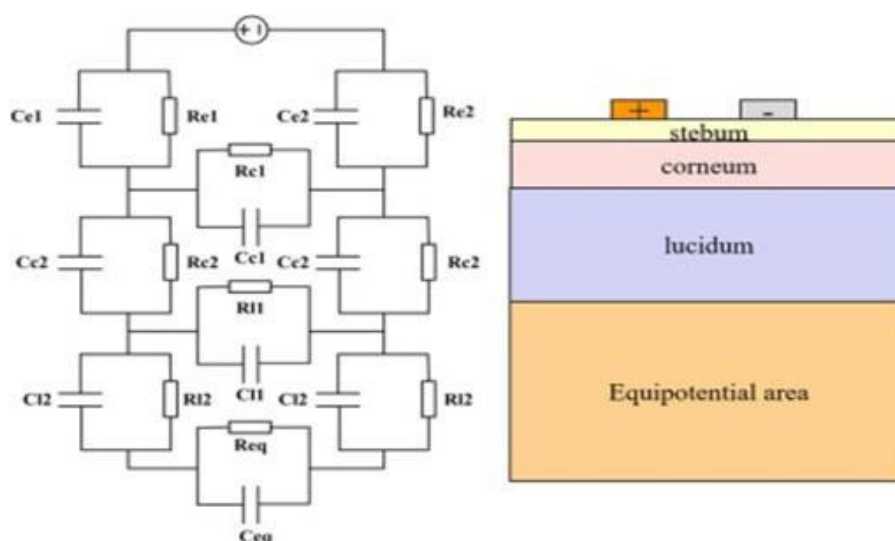 + ı
Ce1
Re1
Ce2
Re2
Rc1
Cc1
Cc2
Rc2
Cc2
Rc2
Rl1
Cl1
Cl2
Rl2
Cl2
Rl2
Req
Ceq
+
-
stebum
corneum
lucidum
Equipotential area